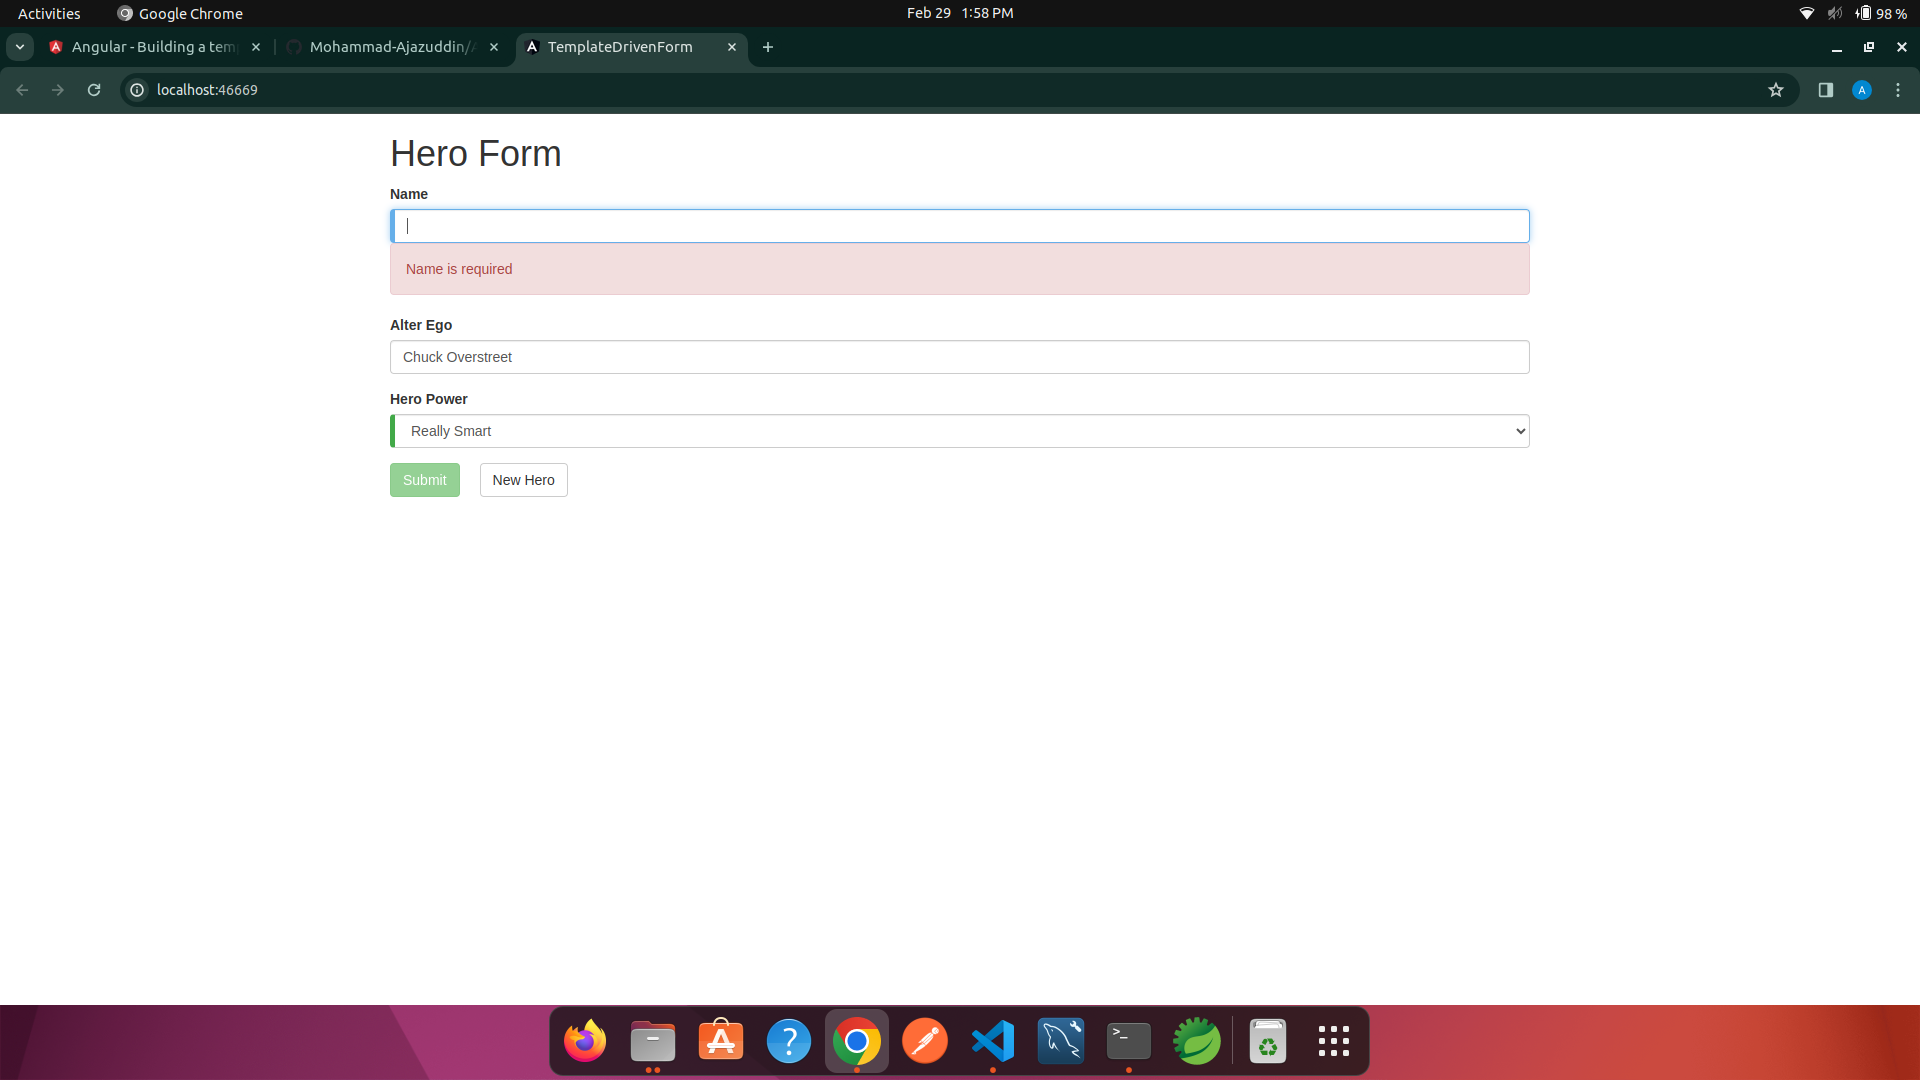 Activities
Google Chrome
Feb 29 1:58 PM
98 %
Angular - Building a tem
Mohammad-Ajazuddin/
TemplateDrivenForm
localhost:46669
A
Hero Form
Name
Name is required
Alter Ego
Chuck Overstreet
Hero Power
Really Smart
Submit
New Hero